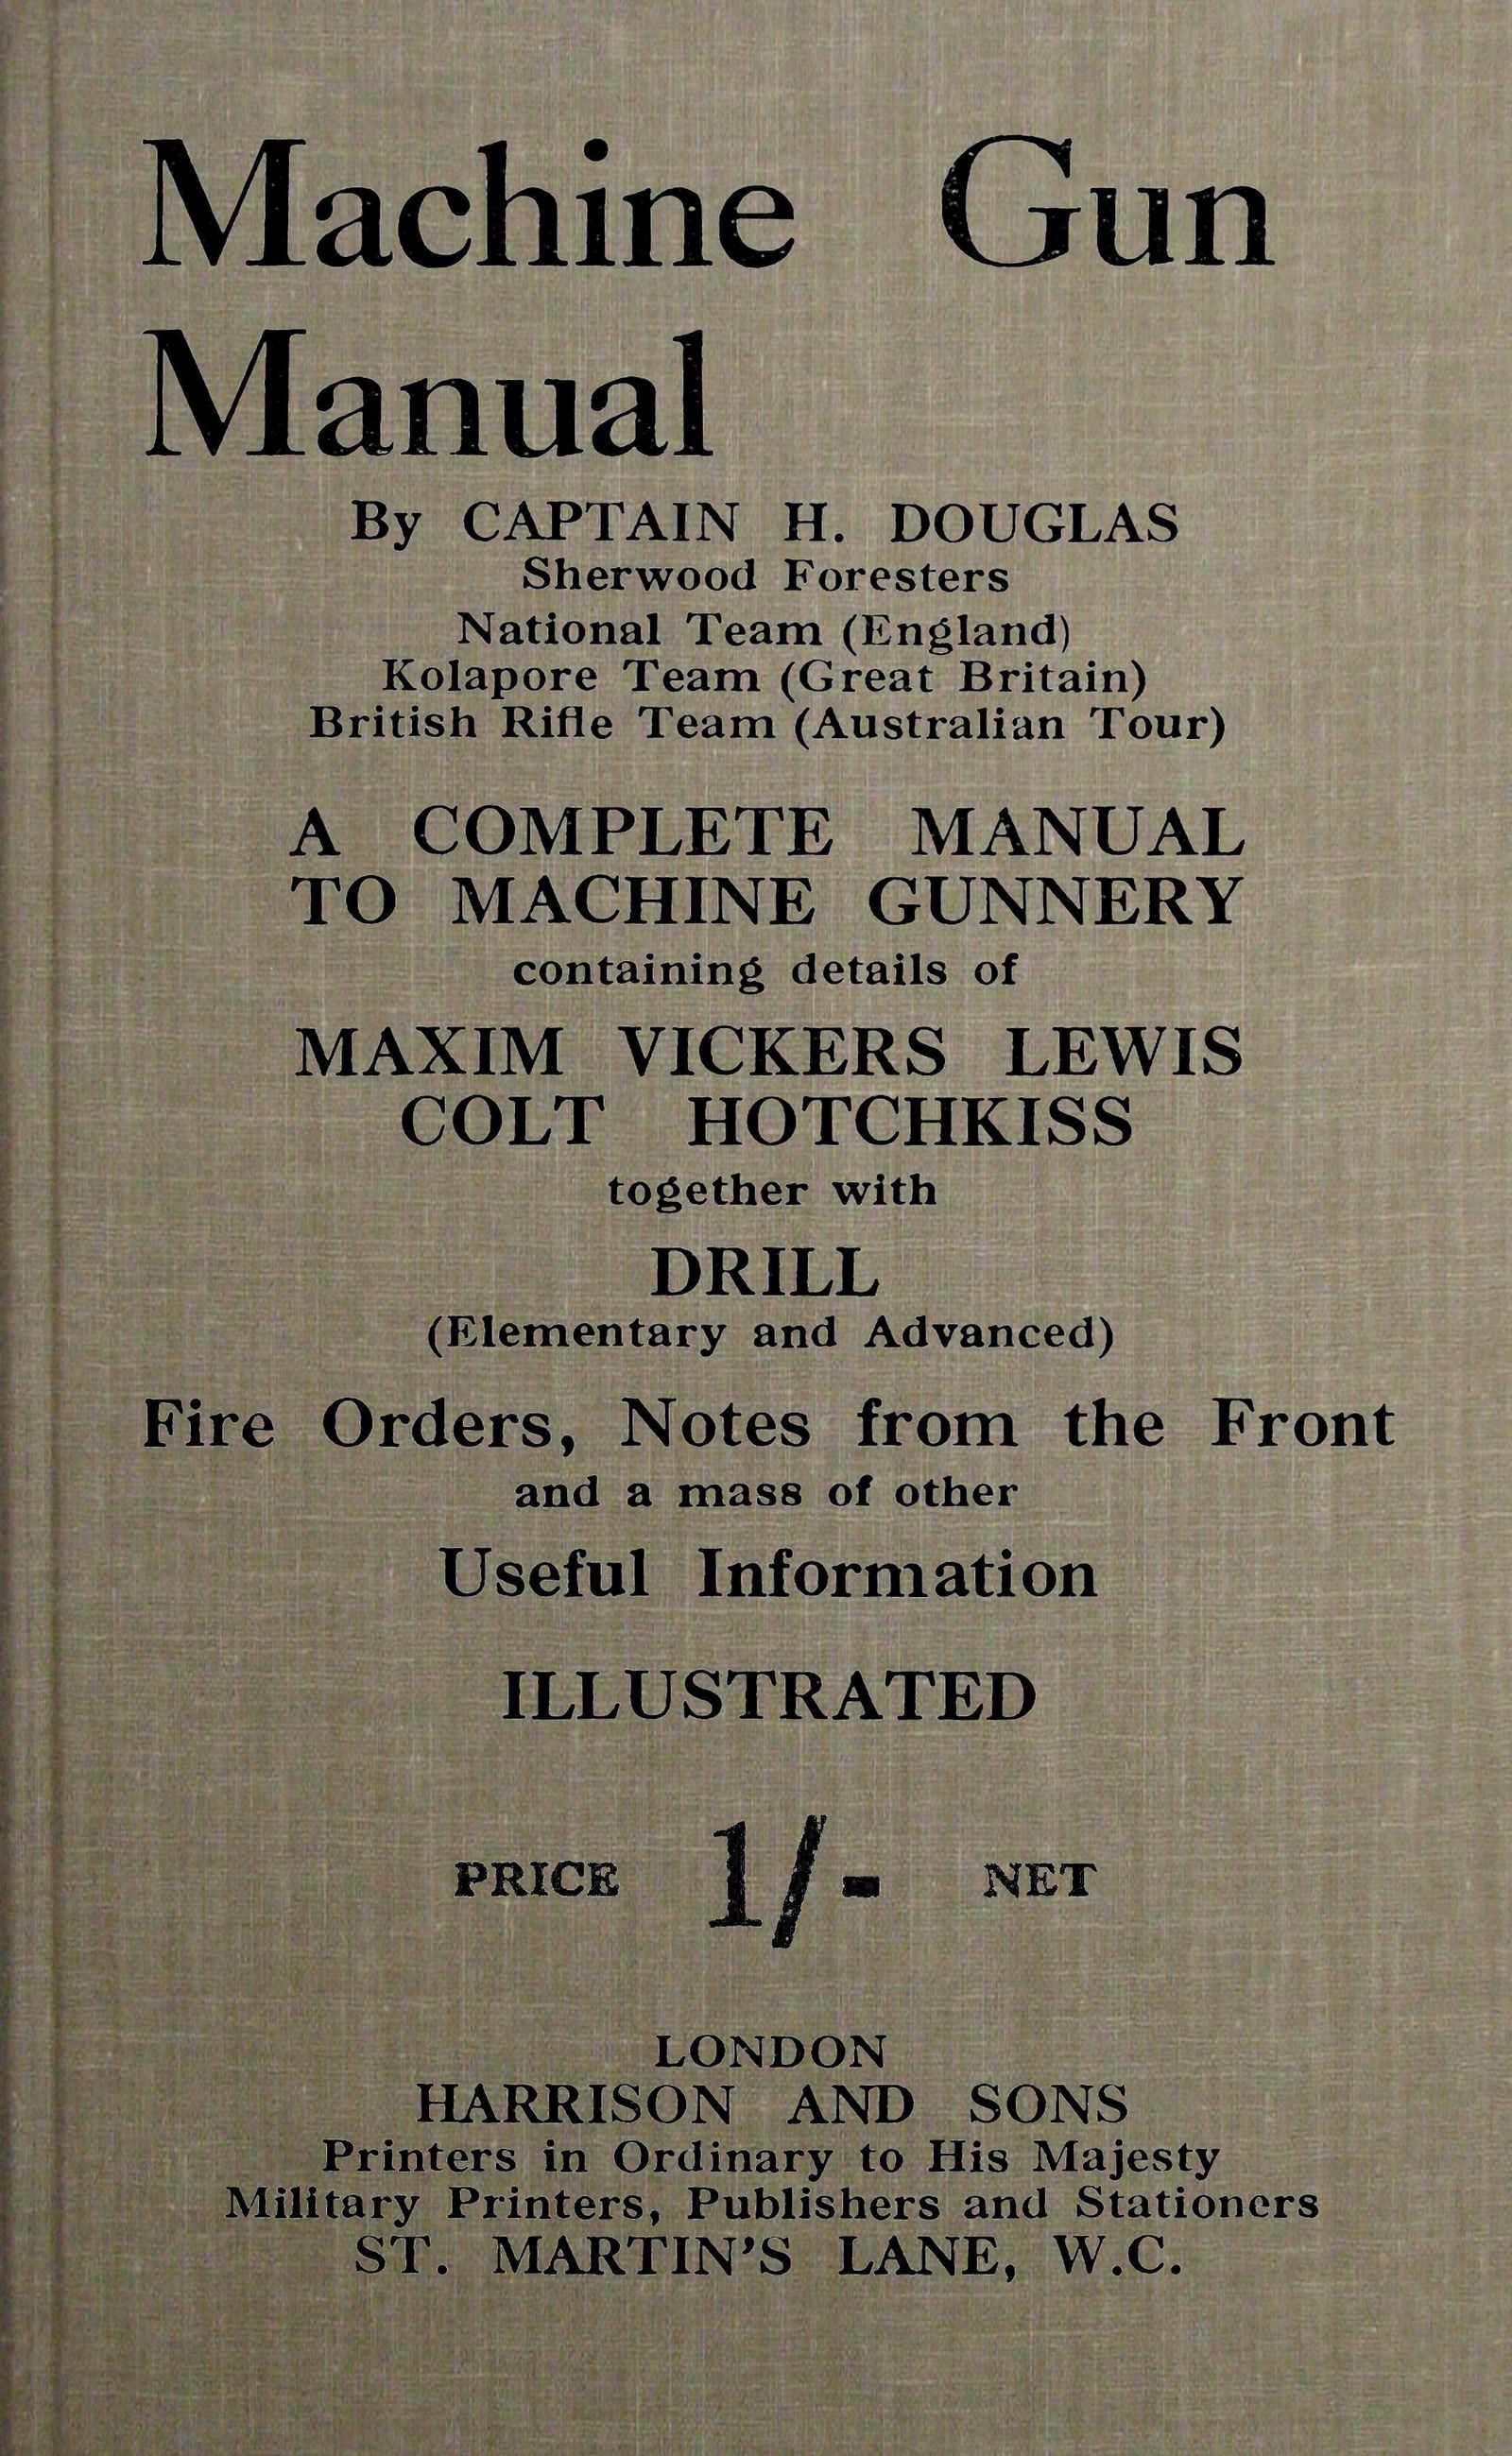 Machine Gun
Manual
By CAPTAIN H. DOUGLAS
Sherwood Foresters
National Team (England)
Kolapore Team (Great Britain)
British Rifle Team (Australian Tour)
A COMPLETE MANUAL
TO MACHINE GUNNERY
containing details of
MAXIM VICKERS LEWIS
COLT HOTCHKISS
together with
DRILL
(Elementary and Advanced)
Fire Orders, Notes from the Front
and a mass of other
Useful Information
ILLUSTRATED
PRICE 1/- NET
LONDON
HARRISON AND SONS
Printers in Ordinary to His Majesty
Military Printers, Publishers and Stationers
ST. MARTIN'S LANE, W.C.